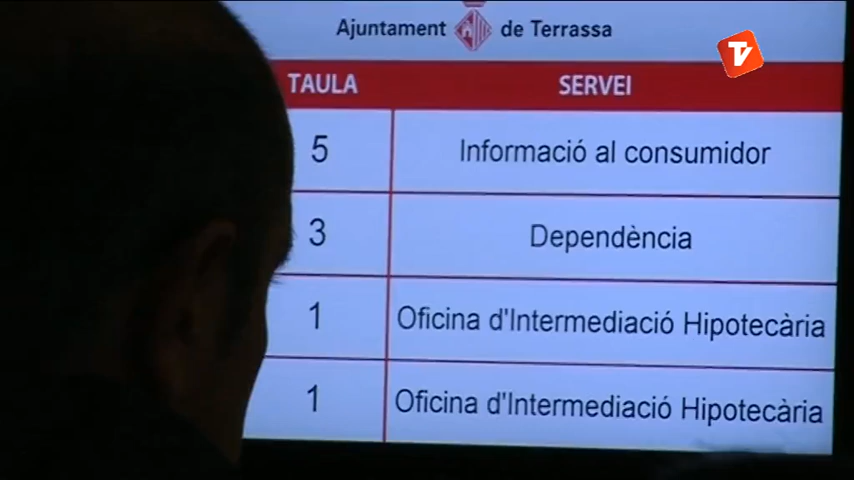 Ajuntament de Terrassa
TV
TAULA SERVEI
5 Informació al consumidor
3 Dependència
1 Oficina d'Intermediació Hipotecària
1 Oficina d'Intermediació Hipotecària